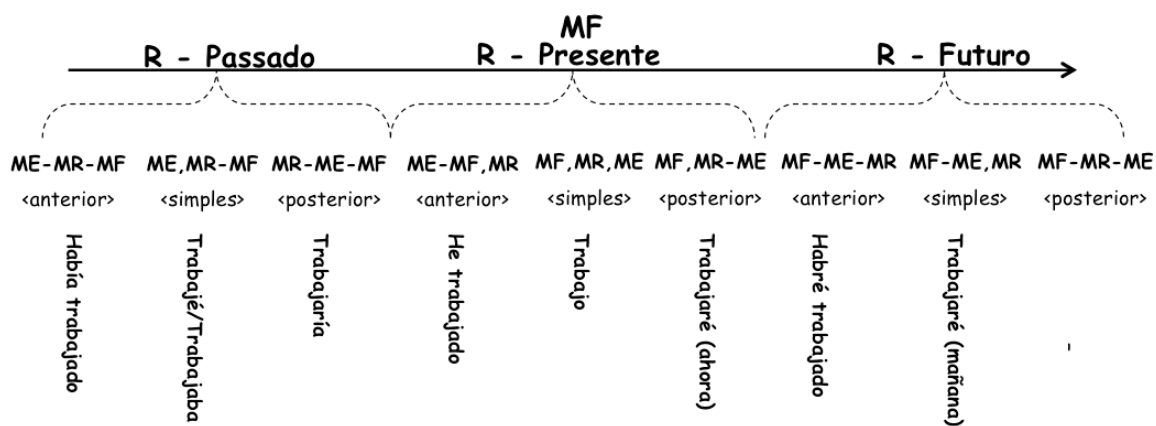 MF
R - Passado R - Presente R - Futuro
ME-MR-MF ME,MR-MF MR-ME-MF ME-MF,MR MF,MR,ME MF,MR-ME MF-ME-MR MF-ME,MR MF-MR-ME
<anterior> <simples> <posterior> <anterior> <simples> <posterior> <anterior> <simples> <posterior>
Había trabajado
Trabajé/Trabajaba
Trabajaría
He trabajado
Trabajo
Trabajaré (ahora)
Habré trabajado
Trabajaré (mañana)